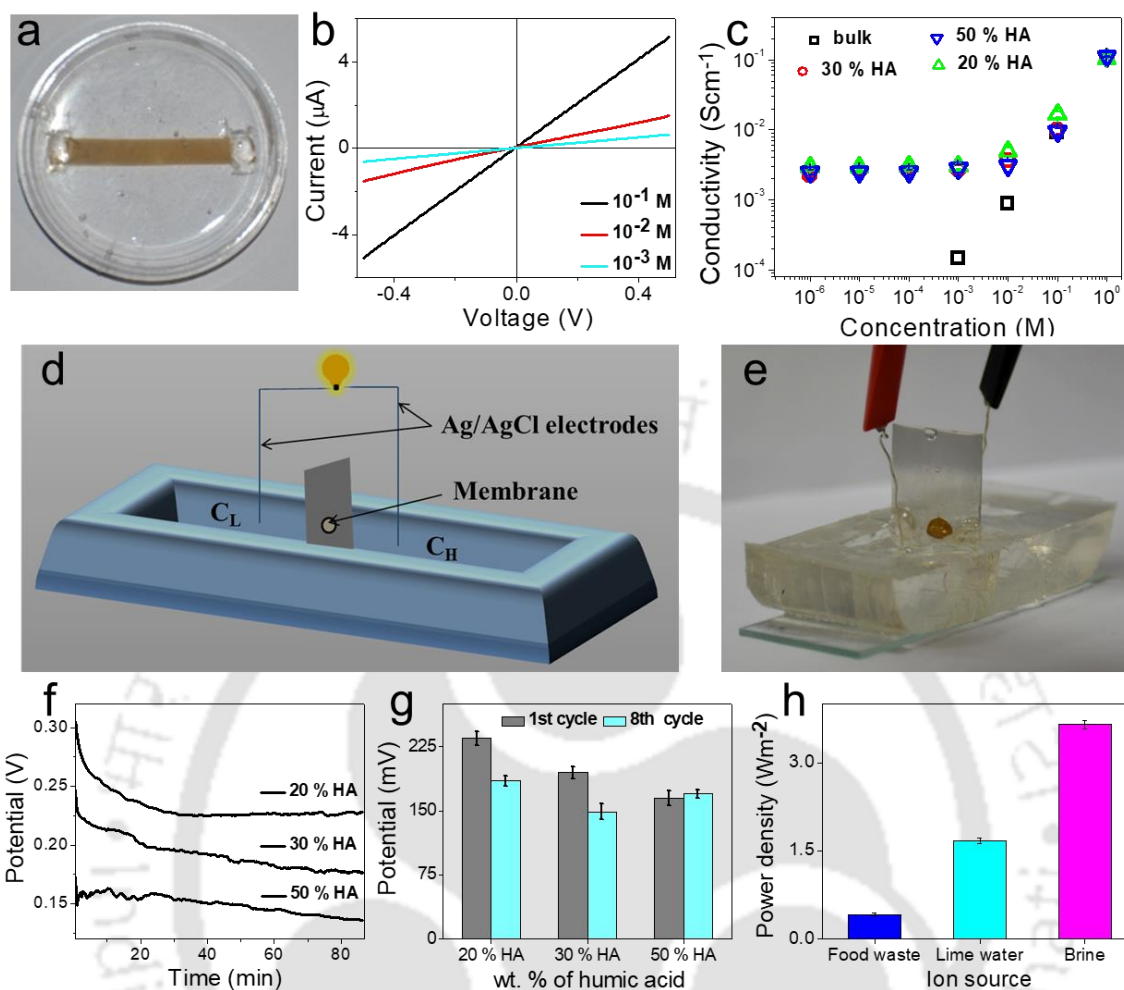 a
b
Current (μA)
4
0
-4
10⁻¹ M
10⁻² M
10⁻³ M
-0.4 0.0 0.4
Voltage (V)
c
Conductivity (Scm⁻¹)
bulk 50 % HA
30 % HA 20 % HA
10⁻¹
10⁻²
10⁻³
10⁻⁴
10⁻⁶ 10⁻⁵ 10⁻⁴ 10⁻³ 10⁻² 10⁻¹ 10⁰
Concentration (M)
d
Ag/AgCl electrodes
Membrane
C_L
C_H
e
f
Potential (V)
0.30
0.25
0.20
0.15
20 % HA
30 % HA
50 % HA
20 40 60 80
Time (min)
g
Potential (mV)
1st cycle 8th cycle
225
150
75
0
20 % HA 30 % HA 50 % HA
wt. % of humic acid
h
Power density (Wm⁻²)
3.0
1.5
0.0
Food waste Lime water Brine
Ion source